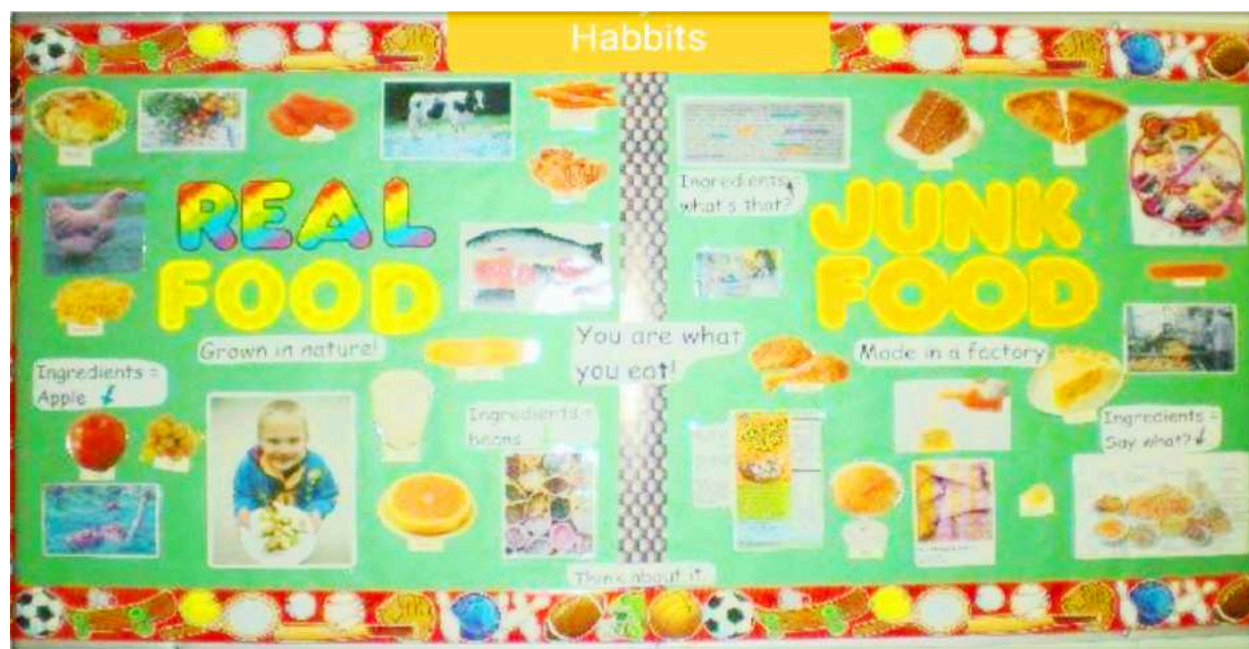 Habbits
REAL
FOOD
Grown in nature!
Ingredients =
Apple
Ingredients =
beans
You are what
you eat!
Think about it.
Ingredients =
what's that?
JUNK
FOOD
Made in a factory
Ingredients =
Say what?